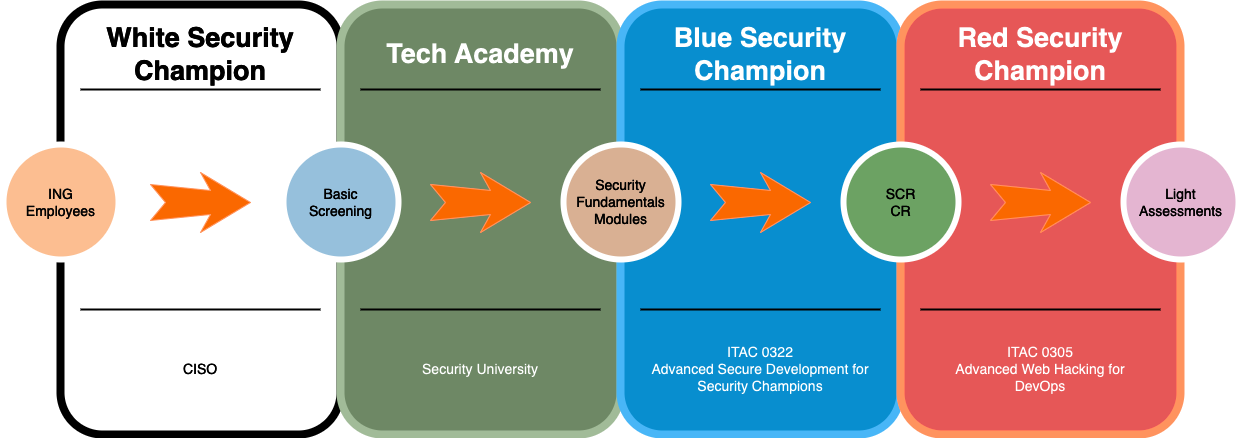 White Security
Champion
Tech Academy
Blue Security
Champion
Red Security
Champion
ING
Employees
Basic
Screening
Security
Fundamentals
Modules
SCR
CR
Light
Assessments
CISO
Security University
ITAC 0322
Advanced Secure Development for
Security Champions
ITAC 0305
Advanced Web Hacking for
DevOps